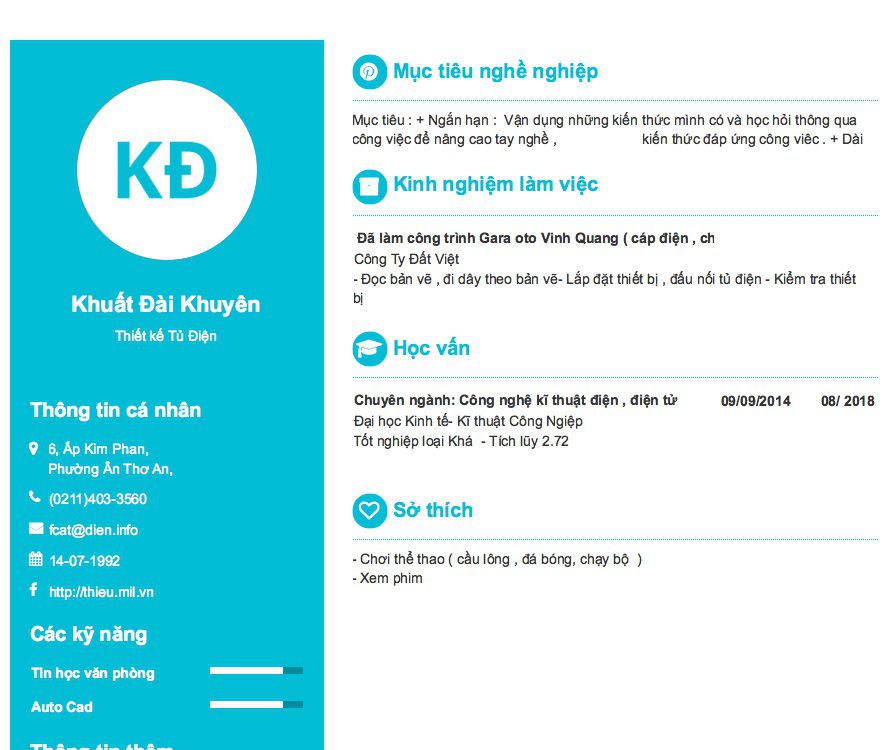 KĐ
Khuất Đài Khuyên
Thiết kế Tủ Điện
Thông tin cá nhân
6, Ấp Kim Phan,
Phường Ân Thơ An,
(0211)403-3560
fcat@dien.info
14-07-1992
http://thieu.mil.vn
Các kỹ năng
Tin học văn phòng
Auto Cad
Thông tin thêm
Mục tiêu nghề nghiệp
Mục tiêu : + Ngắn hạn : Vận dụng những kiến thức mình có và học hỏi thông qua
công việc để nâng cao tay nghề , kiến thức đáp ứng công viêc . + Dài
Kinh nghiệm làm việc
Đã làm công trình Gara oto Vinh Quang ( cáp điện , ch
Công Ty Đất Việt
- Đọc bản vẽ , đi dây theo bản vẽ- Lắp đặt thiết bị , đấu nối tủ điện - Kiểm tra thiết
bị
Học vấn
Chuyên ngành: Công nghệ kĩ thuật điện , điện tử 09/09/2014 08/ 2018
Đại học Kinh tế- Kĩ thuật Công Ngiệp
Tốt nghiệp loại Khá - Tích lũy 2.72
Sở thích
- Chơi thể thao ( cầu lông , đá bóng, chạy bộ )
- Xem phim